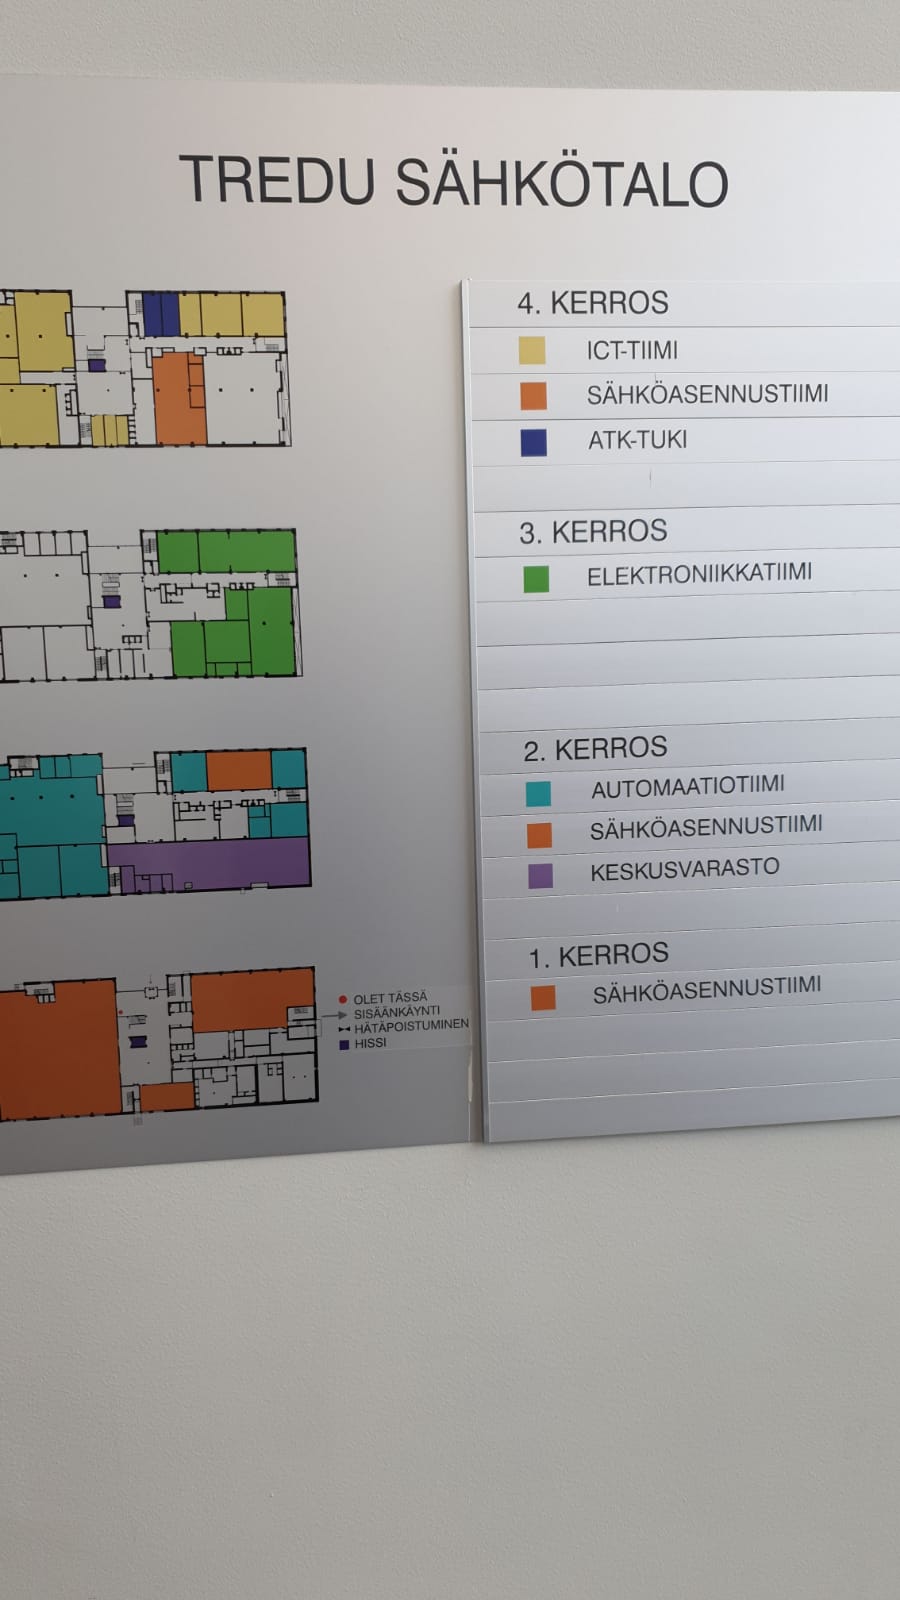 TREDU SÄHKÖTALO
4. KERROS
ICT-TIIMI
SÄHKÖASENNUSTIIMI
ATK-TUKI
3. KERROS
ELEKTRONIIKKATIIMI
2. KERROS
AUTOMAATIOTIIMI
SÄHKÖASENNUSTIIMI
KESKUSVARASTO
1. KERROS
SÄHKÖASENNUSTIIMI
OLET TÄSSÄ
SISÄÄNKÄYNTI
HÄTÄPOISTUMINEN
HISSI